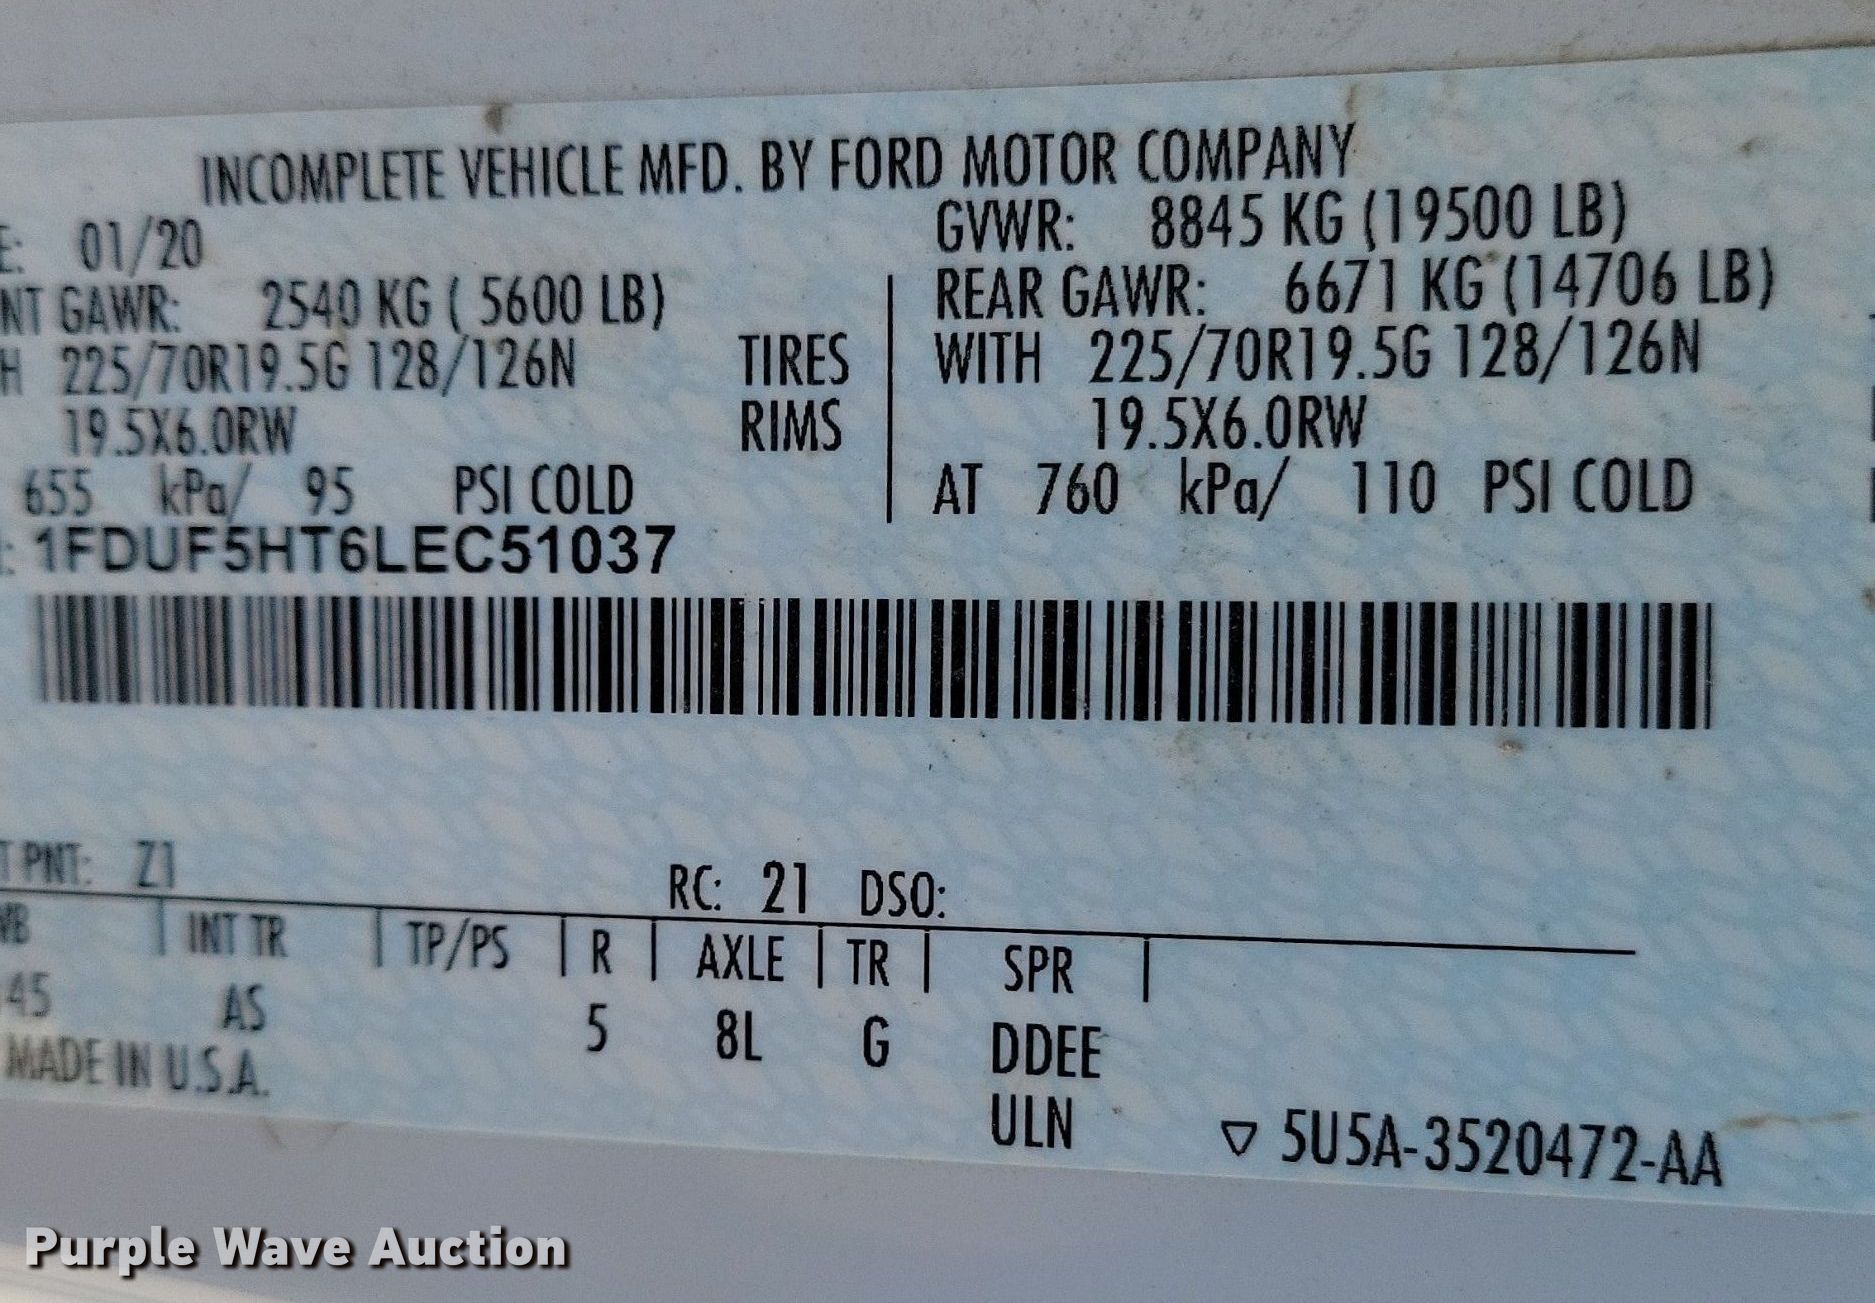 INCOMPLETE VEHICLE MFD. BY FORD MOTOR COMPANY
E: 01/20 GVWR: 8845 KG (19500 LB)
NT GAWR: 2540 KG ( 5600 LB) REAR GAWR: 6671 KG (14706 LB)
H 225/70R19.5G 128/126N TIRES WITH 225/70R19.5G 128/126N
19.5X6.0RW RIMS 19.5X6.0RW
655 kPa/ 95 PSI COLD AT 760 kPa/ 110 PSI COLD
: 1FDUF5HT6LEC51037
T PNT: Z1 RC: 21 DSO:
WB INT TR TP/PS R AXLE TR SPR
45 AS 5 8L G DDEE
MADE IN U.S.A. ULN
▽ 5U5A-3520472-AA
Purple Wave Auction